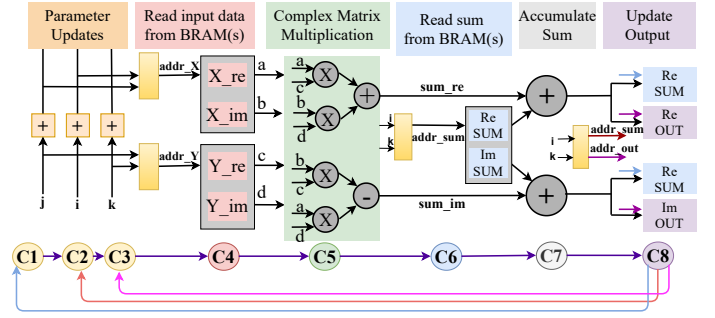 Parameter
Updates
Read input data
from BRAM(s)
Complex Matrix
Multiplication
Read sum
from BRAM(s)
Accumulate
Sum
Update
Output
addr_X
X_re
X_im
a
b
a
c
b
d
X
X
+
sum_re
+
Re
SUM
Re
OUT
+
+
+
i
k
addr_sum
Re
SUM
Im
SUM
i
k
addr_sum
addr_out
addr_Y
Y_re
Y_im
c
d
b
c
a
d
X
X
-
sum_im
+
Re
SUM
Im
OUT
j
i
k
C1
C2
C3
C4
C5
C6
C7
C8